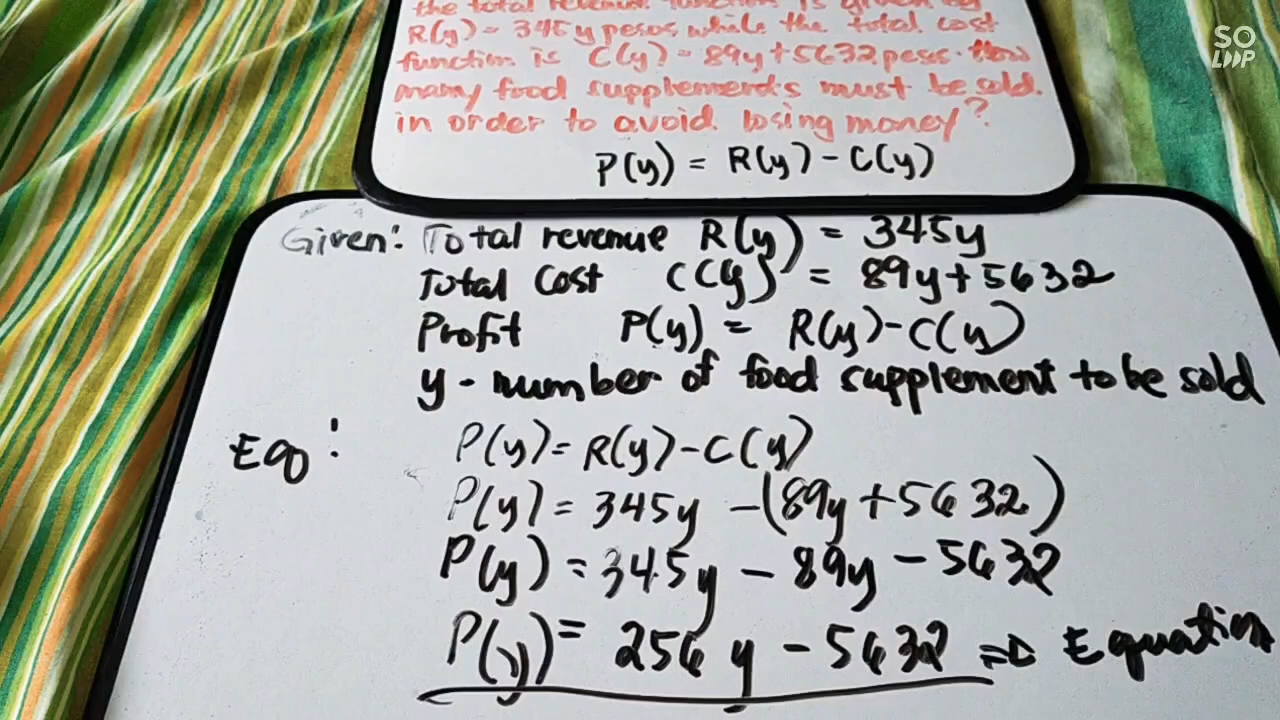 the total revenue function is given by
R(y) = 345y pesos while the total cost
function is C(y) = 89y+5632 pesos. How
many food supplements must be sold
in order to avoid losing money?
P(y) = R(y) - C(y)
Given: Total revenue R(y) = 345y
Total Cost C(y) = 89y+5632
Profit P(y) = R(y)-C(y)
y - number of food supplement to be sold
Eq:
P(y) = R(y)-C(y)
P(y) = 345y -(89y+5632)
P(y) = 345y - 89y - 5632
P(y) = 256y - 5632 => Equation
SO
LOOP